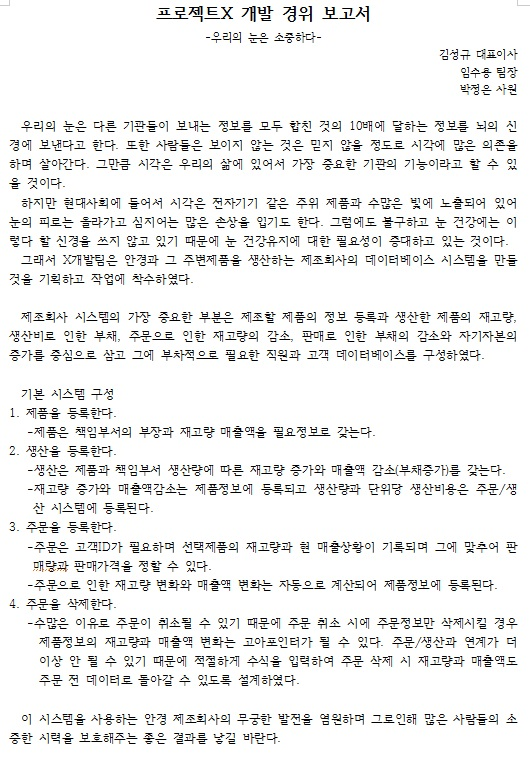 프로젝트X 개발 경위 보고서
-우리의 눈은 소중하다-
김성규 대표이사
임수용 팀장
박정은 사원
우리의 눈은 다른 기관들이 보내는 정보를 모두 합친 것의 10배에 달하는 정보를 뇌의 신
경에 보낸다고 한다. 또한 사람들은 보이지 않는 것은 믿지 않을 정도로 시각에 많은 의존을
하며 살아간다. 그만큼 시각은 우리의 삶에 있어서 가장 중요한 기관의 기능이라고 할 수 있
을 것이다.
하지만 현대사회에 들어서 시각은 전자기기 같은 주위 제품과 수많은 빛에 노출되어 있어
눈의 피로는 올라가고 심지어는 많은 손상을 입기도 한다. 그럼에도 불구하고 눈 건강에는 이
렇다 할 신경을 쓰지 않고 있기 때문에 눈 건강유지에 대한 필요성이 증대하고 있는 것이다.
그래서 X개발팀은 안경과 그 주변제품을 생산하는 제조회사의 데이터베이스 시스템을 만들
것을 기획하고 작업에 착수하였다.
제조회사 시스템의 가장 중요한 부분은 제조할 제품의 정보 등록과 생산한 제품의 재고량,
생산비로 인한 부채, 주문으로 인한 재고량의 감소, 판매로 인한 부채의 감소와 자기자본의
증가를 중심으로 삼고 그에 부차적으로 필요한 직원과 고객 데이터베이스를 구성하였다.
기본 시스템 구성
1. 제품을 등록한다.
-제품은 책임부서의 부장과 재고량 매출액을 필요정보로 갖는다.
2. 생산을 등록한다.
-생산은 제품과 책임부서 생산량에 따른 재고량 증가와 매출액 감소(부채증가)를 갖는다.
-재고량 증가와 매출액감소는 제품정보에 등록되고 생산량과 단위당 생산비용은 주문/생
산 시스템에 등록된다.
3. 주문을 등록한다.
-주문은 고객ID가 필요하며 선택제품의 재고량과 현 매출상황이 기록되며 그에 맞추어 판
매량과 판매가격을 정할 수 있다.
-주문으로 인한 재고량 변화와 매출액 변화는 자동으로 계산되어 제품정보에 등록된다.
4. 주문을 삭제한다.
-수많은 이유로 주문이 취소될 수 있기 때문에 주문 취소 시에 주문정보만 삭제시킬 경우
제품정보의 재고량과 매출액 변화는 고아포인터가 될 수 있다. 주문/생산과 연계가 더
이상 안 될 수 있기 때문에 적절하게 수식을 입력하여 주문 삭제 시 재고량과 매출액도
주문 전 데이터로 돌아갈 수 있도록 설계하였다.
이 시스템을 사용하는 안경 제조회사의 무궁한 발전을 염원하며 그로인해 많은 사람들의 소
중한 시력을 보호해주는 좋은 결과를 낳길 바란다.